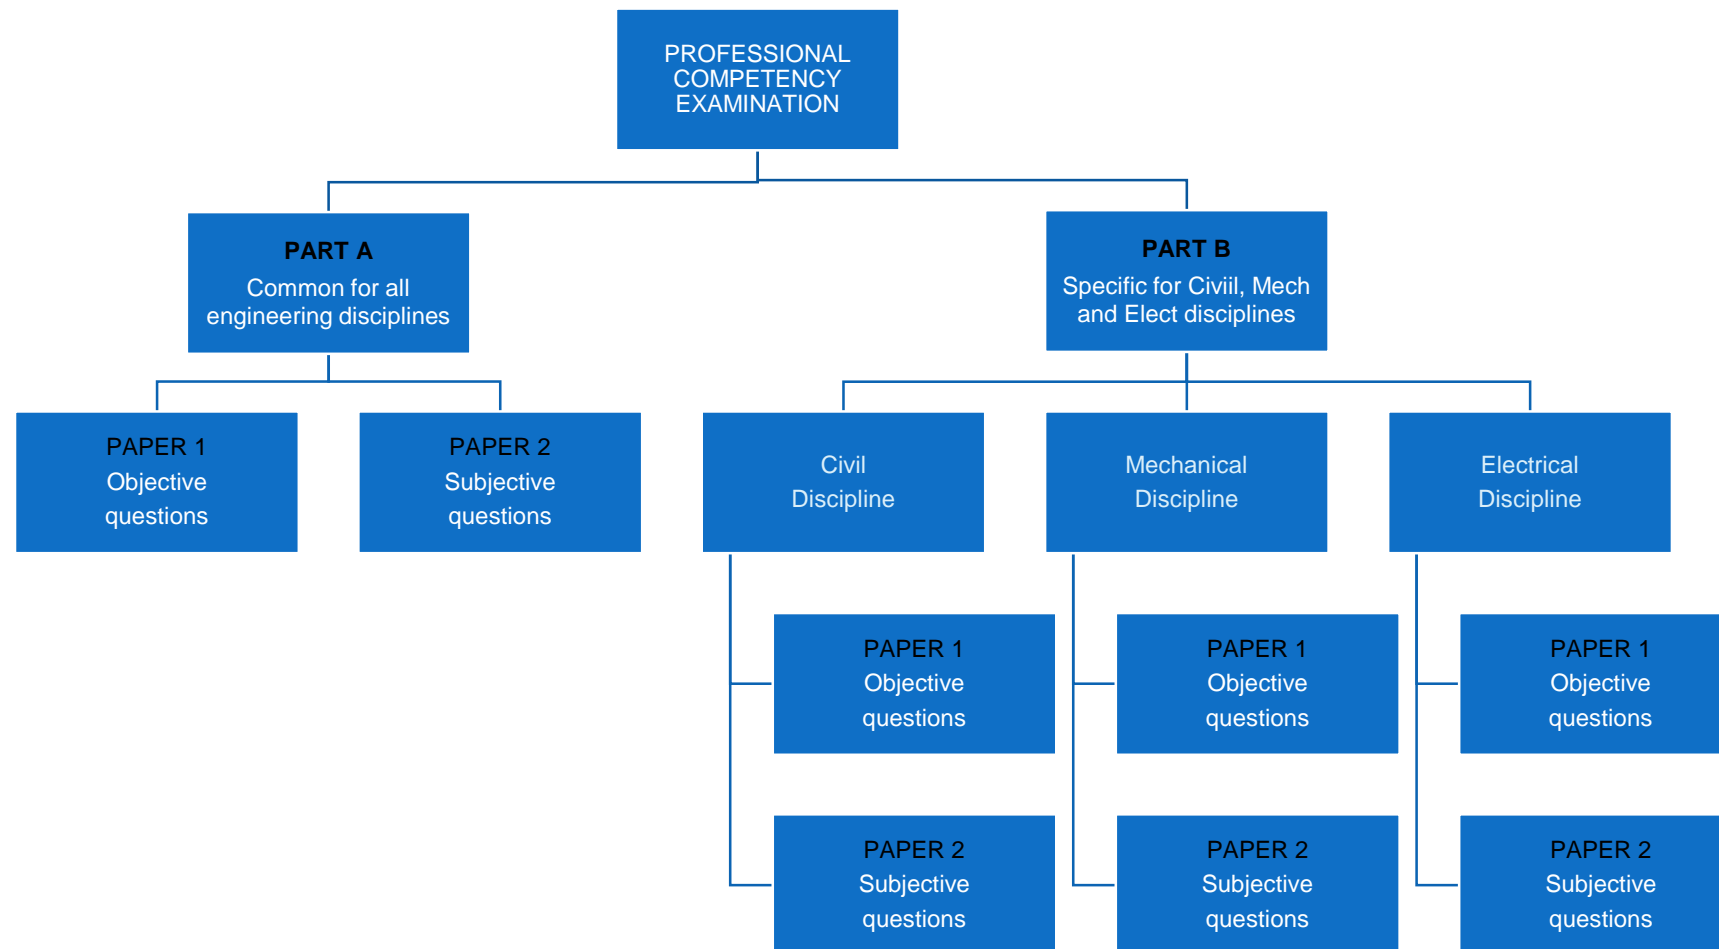 PROFESSIONAL
COMPETENCY
EXAMINATION
PART A
Common for all
engineering disciplines
PART B
Specific for Civiil, Mech
and Elect disciplines
PAPER 1
Objective
questions
PAPER 2
Subjective
questions
Civil
Discipline
Mechanical
Discipline
Electrical
Discipline
PAPER 1
Objective
questions
PAPER 1
Objective
questions
PAPER 1
Objective
questions
PAPER 2
Subjective
questions
PAPER 2
Subjective
questions
PAPER 2
Subjective
questions